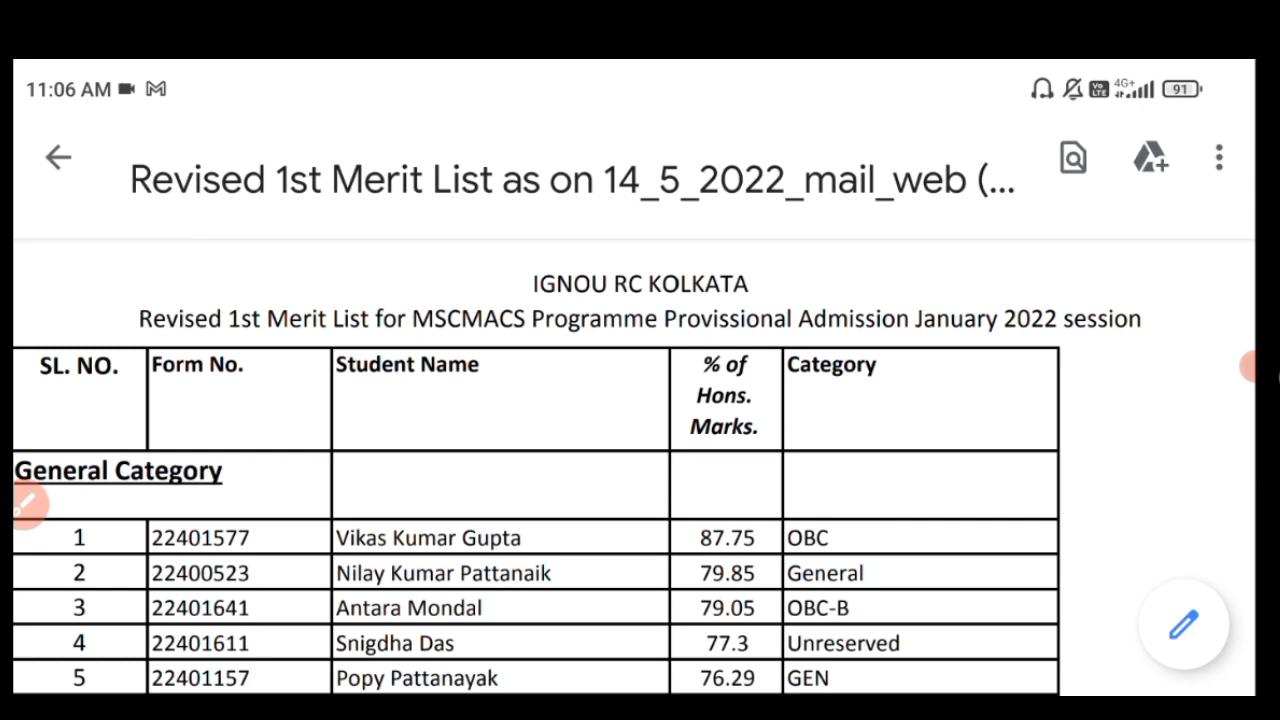 11:06 AM
4G+
Vo LTE
91
Revised 1st Merit List as on 14_5_2022_mail_web (...
IGNOU RC KOLKATA
Revised 1st Merit List for MSCMACS Programme Provissional Admission January 2022 session
SL. NO. Form No. Student Name % of Hons. Marks. Category
General Category
1 22401577 Vikas Kumar Gupta 87.75 OBC
2 22400523 Nilay Kumar Pattanaik 79.85 General
3 22401641 Antara Mondal 79.05 OBC-B
4 22401611 Snigdha Das 77.3 Unreserved
5 22401157 Popy Pattanayak 76.29 GEN